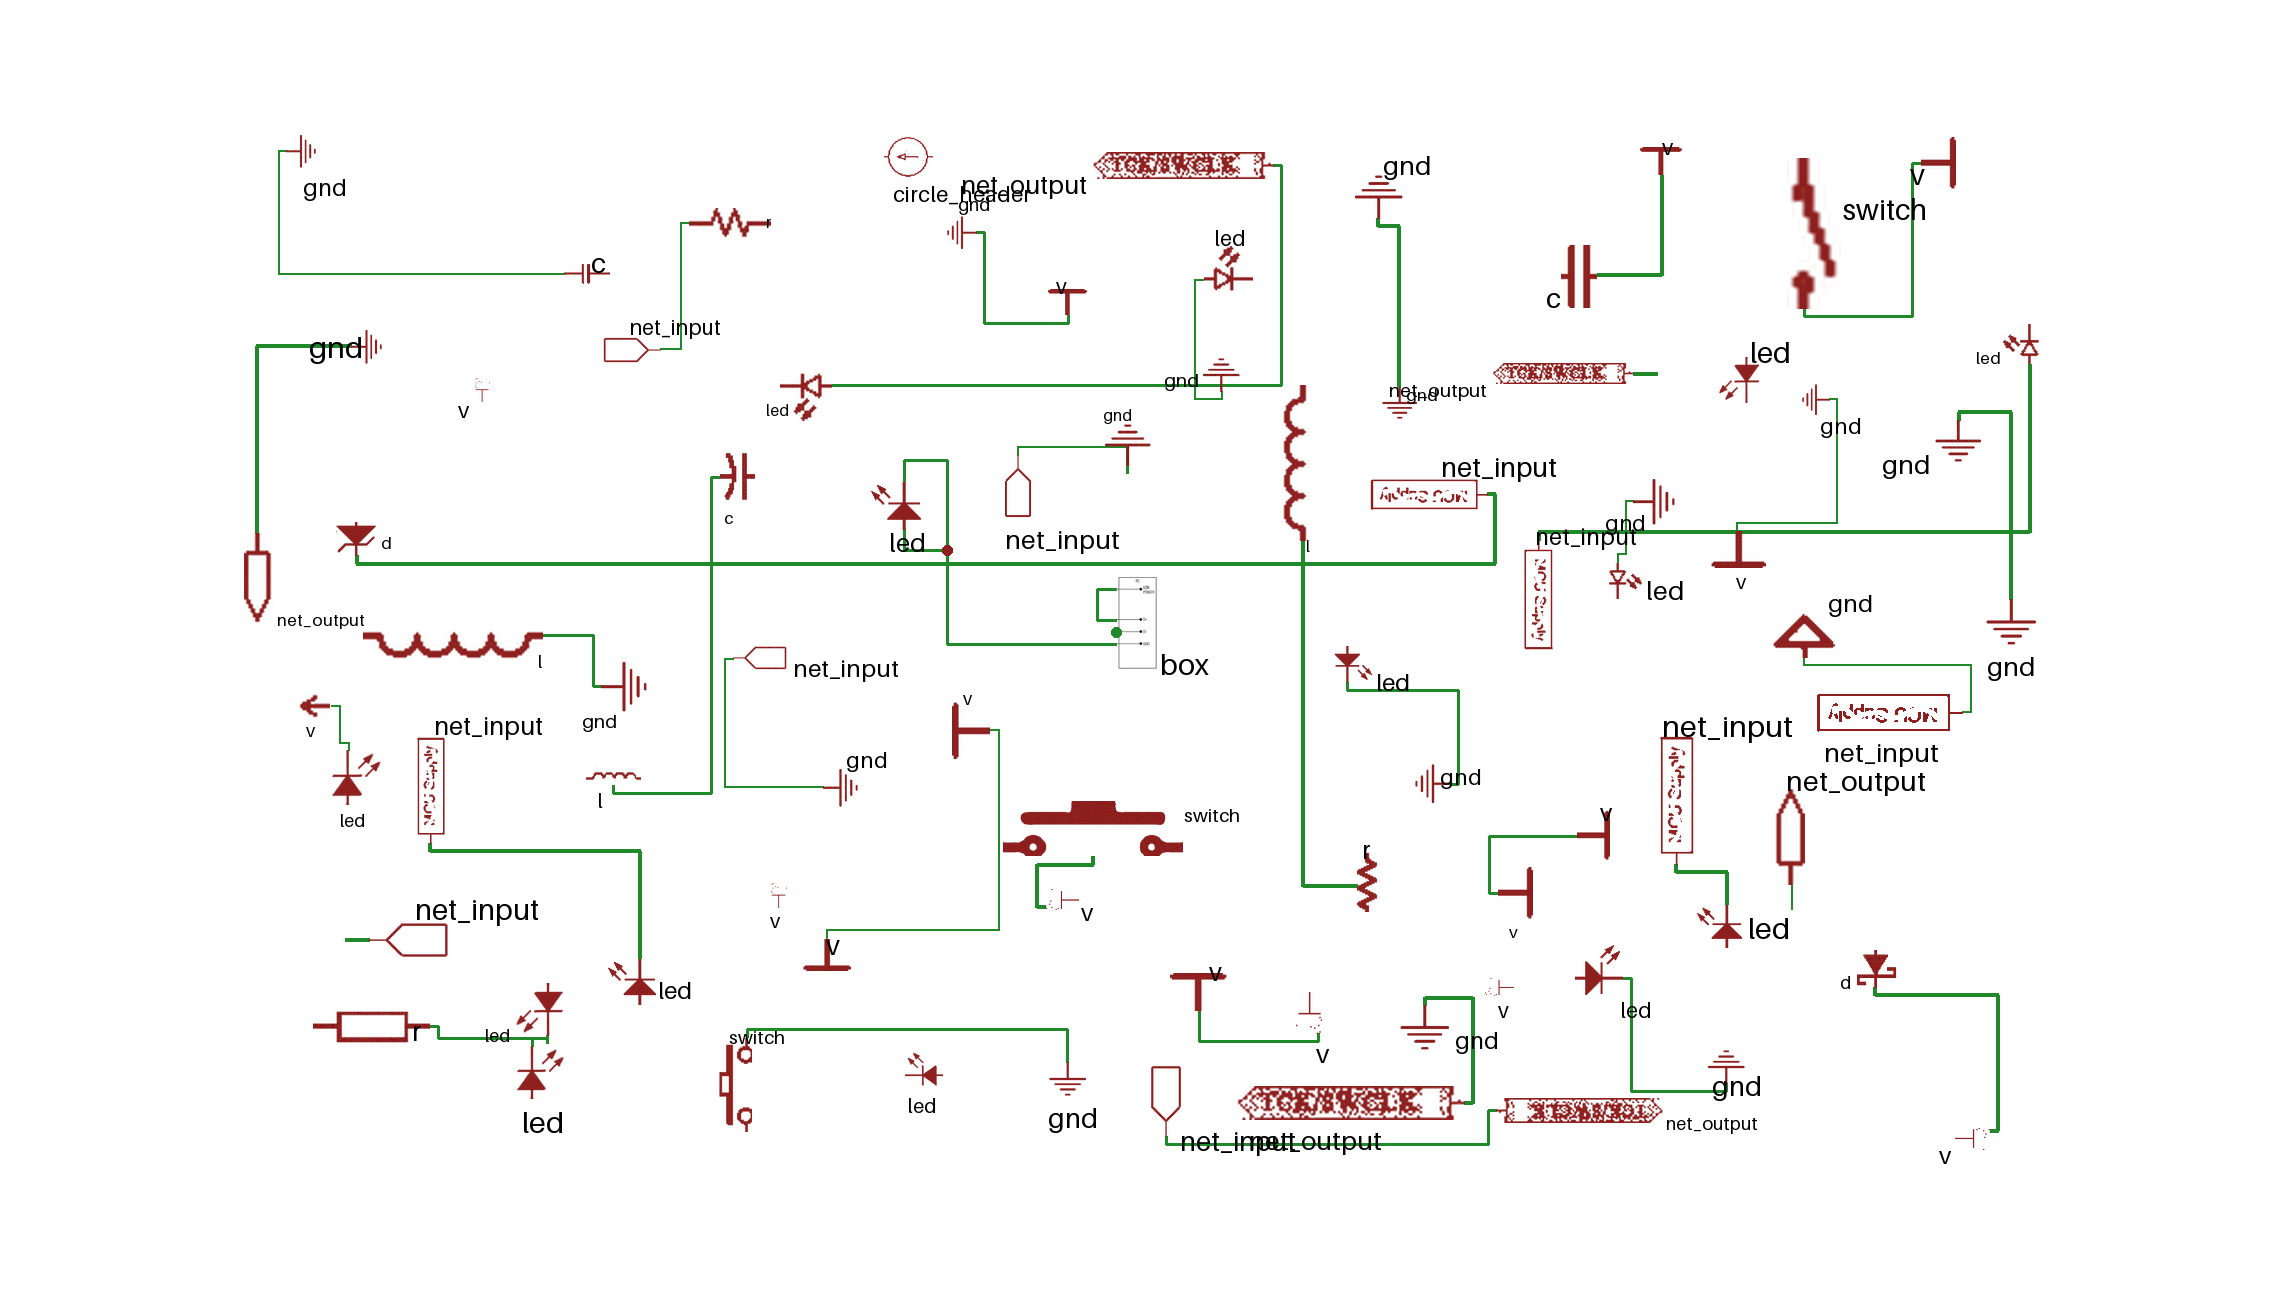 v
gnd
gnd
net_output
circle_header
gnd
v
switch
r
led
c
v
c
net_input
gnd
led
led
gnd
net_output
gnd
led
v
gnd
gnd
gnd
net_input
c
gnd
net_input
net_input
led
d
l
led
v
gnd
net_output
l
box
net_input
gnd
led
v
gnd
net_input
net_input
v
net_input
gnd
gnd
net_output
l
v
switch
led
r
net_input
v
v
v
led
v
led
v
d
led
v
r
led
switch
gnd
v
led
gnd
led
gnd
net_output
net_input
net_output
v